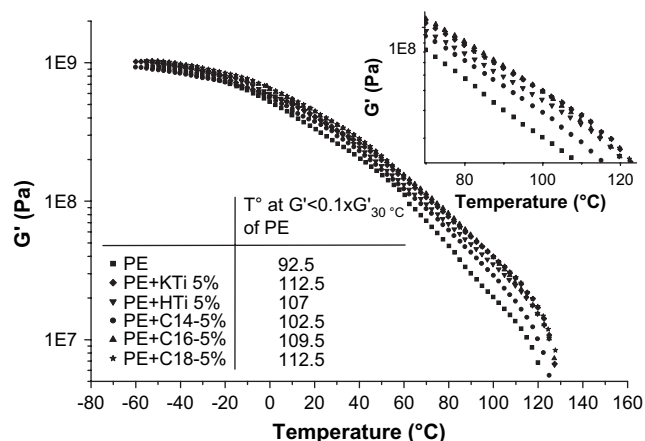 1E9
1E8
1E7
G' (Pa)
-80 -60 -40 -20 0 20 40 60 80 100 120 140 160
Temperature (°C)
T° at G'<0.1xG'30 °C
of PE
PE 92.5
PE+KTi 5% 112.5
PE+HTi 5% 107
PE+C14-5% 102.5
PE+C16-5% 109.5
PE+C18-5% 112.5
1E8
G' (Pa)
80 100 120
Temperature (°C)